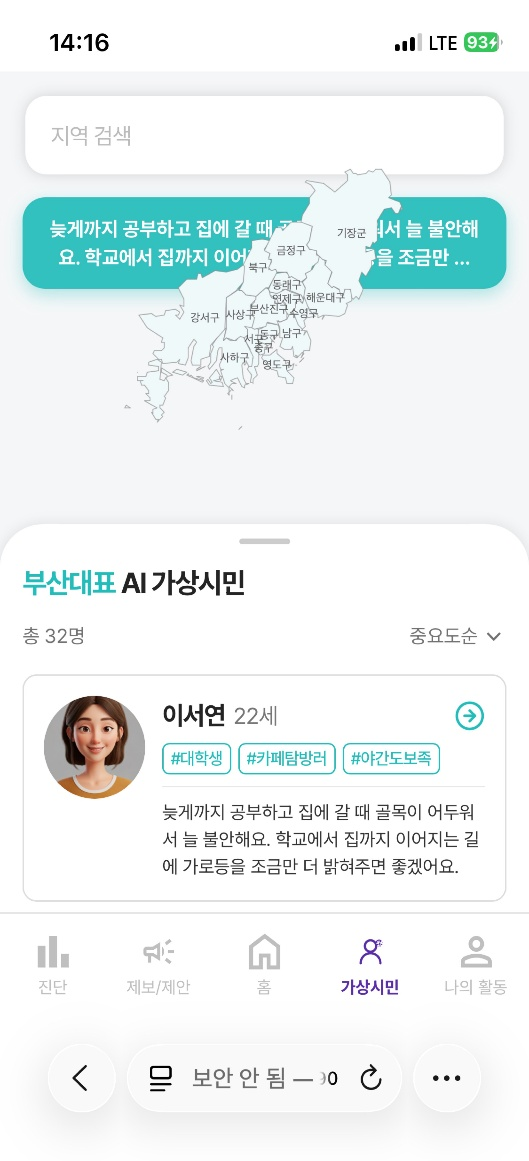 14:16
LTE 93
지역 검색
늦게까지 공부하고 집에 갈 때 워서 늘 불안해
요. 학교에서 집까지 이어 을 조금만 ...
기장군
금정구
북구
동래구
연제구
해운대구
부산진구
수영구
강서구
사상구
동구
남구
서구
중구
사하구
영도구
부산대표 AI 가상시민
총 32명
중요도순
이서연 22세
#대학생 #카페탐방러 #야간도보족
늦게까지 공부하고 집에 갈 때 골목이 어두워
서 늘 불안해요. 학교에서 집까지 이어지는 길
에 가로등을 조금만 더 밝혀주면 좋겠어요.
진단 제보/제안 홈 가상시민 나의 활동
보안 안 됨 —